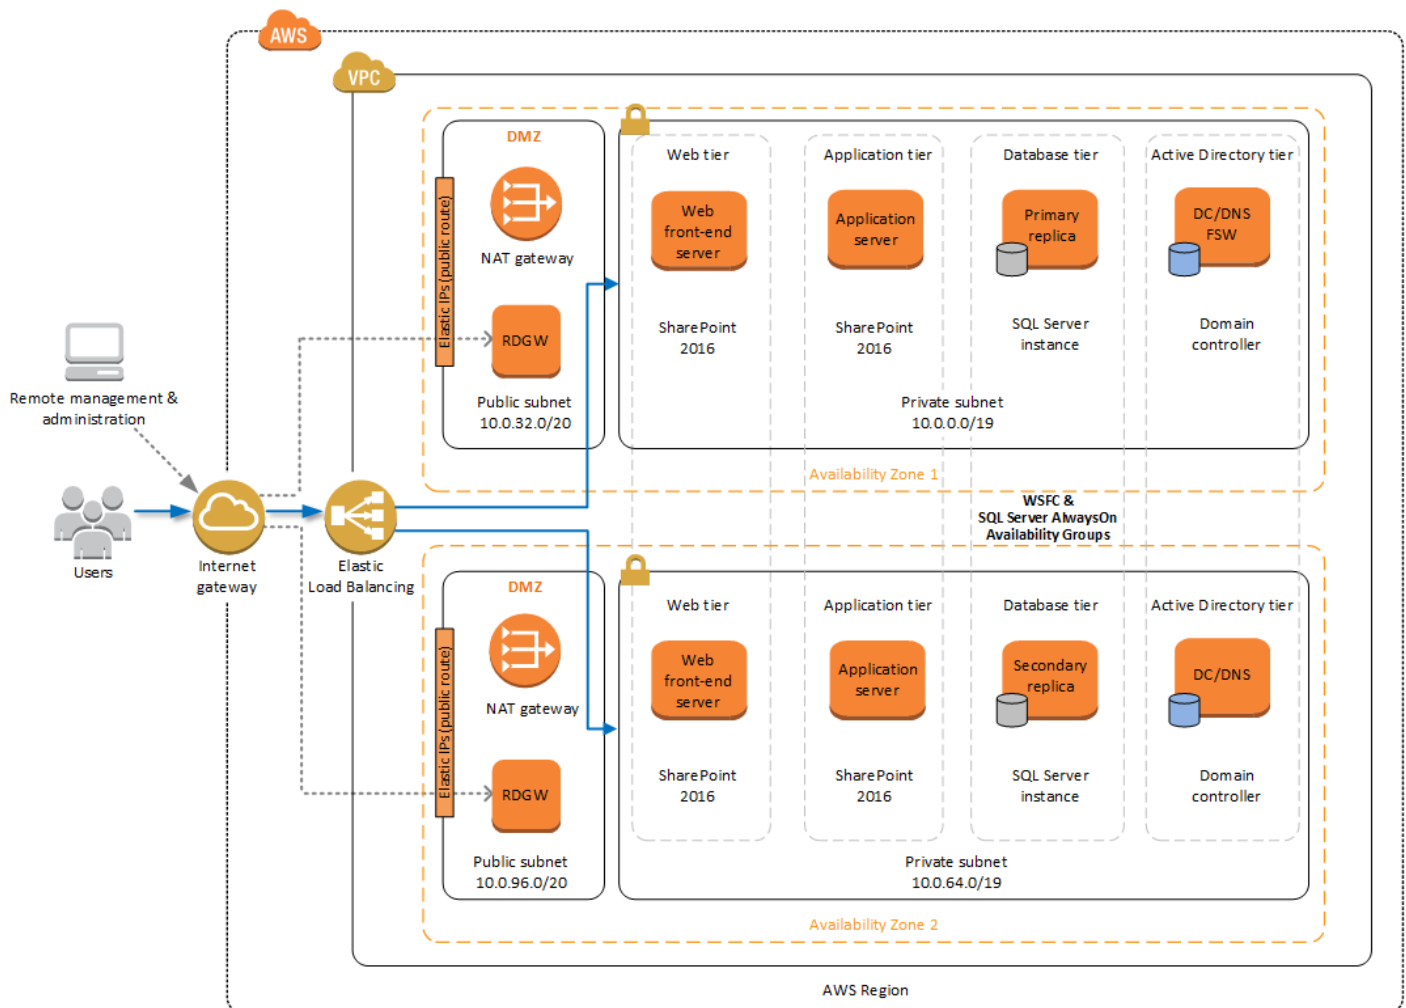 AWS
VPC
DMZ
Elastic IPs (public route)
NAT gateway
RDGW
Public subnet
10.0.32.0/20
Web tier
Web
front-end
server
SharePoint
2016
Application tier
Application
server
SharePoint
2016
Database tier
Primary
replica
SQL Server
instance
Active Directory tier
DC/DNS
FSW
Domain
controller
Private subnet
10.0.0.0/19
Availability Zone 1
Remote management &
administration
Users
Internet
gateway
Elastic
Load Balancing
WSFC &
SQL Server AlwaysOn
Availability Groups
DMZ
Elastic IPs (public route)
NAT gateway
RDGW
Public subnet
10.0.96.0/20
Web tier
Web
front-end
server
SharePoint
2016
Application tier
Application
server
SharePoint
2016
Database tier
Secondary
replica
SQL Server
instance
Active Directory tier
DC/DNS
Domain
controller
Private subnet
10.0.64.0/19
Availability Zone 2
AWS Region